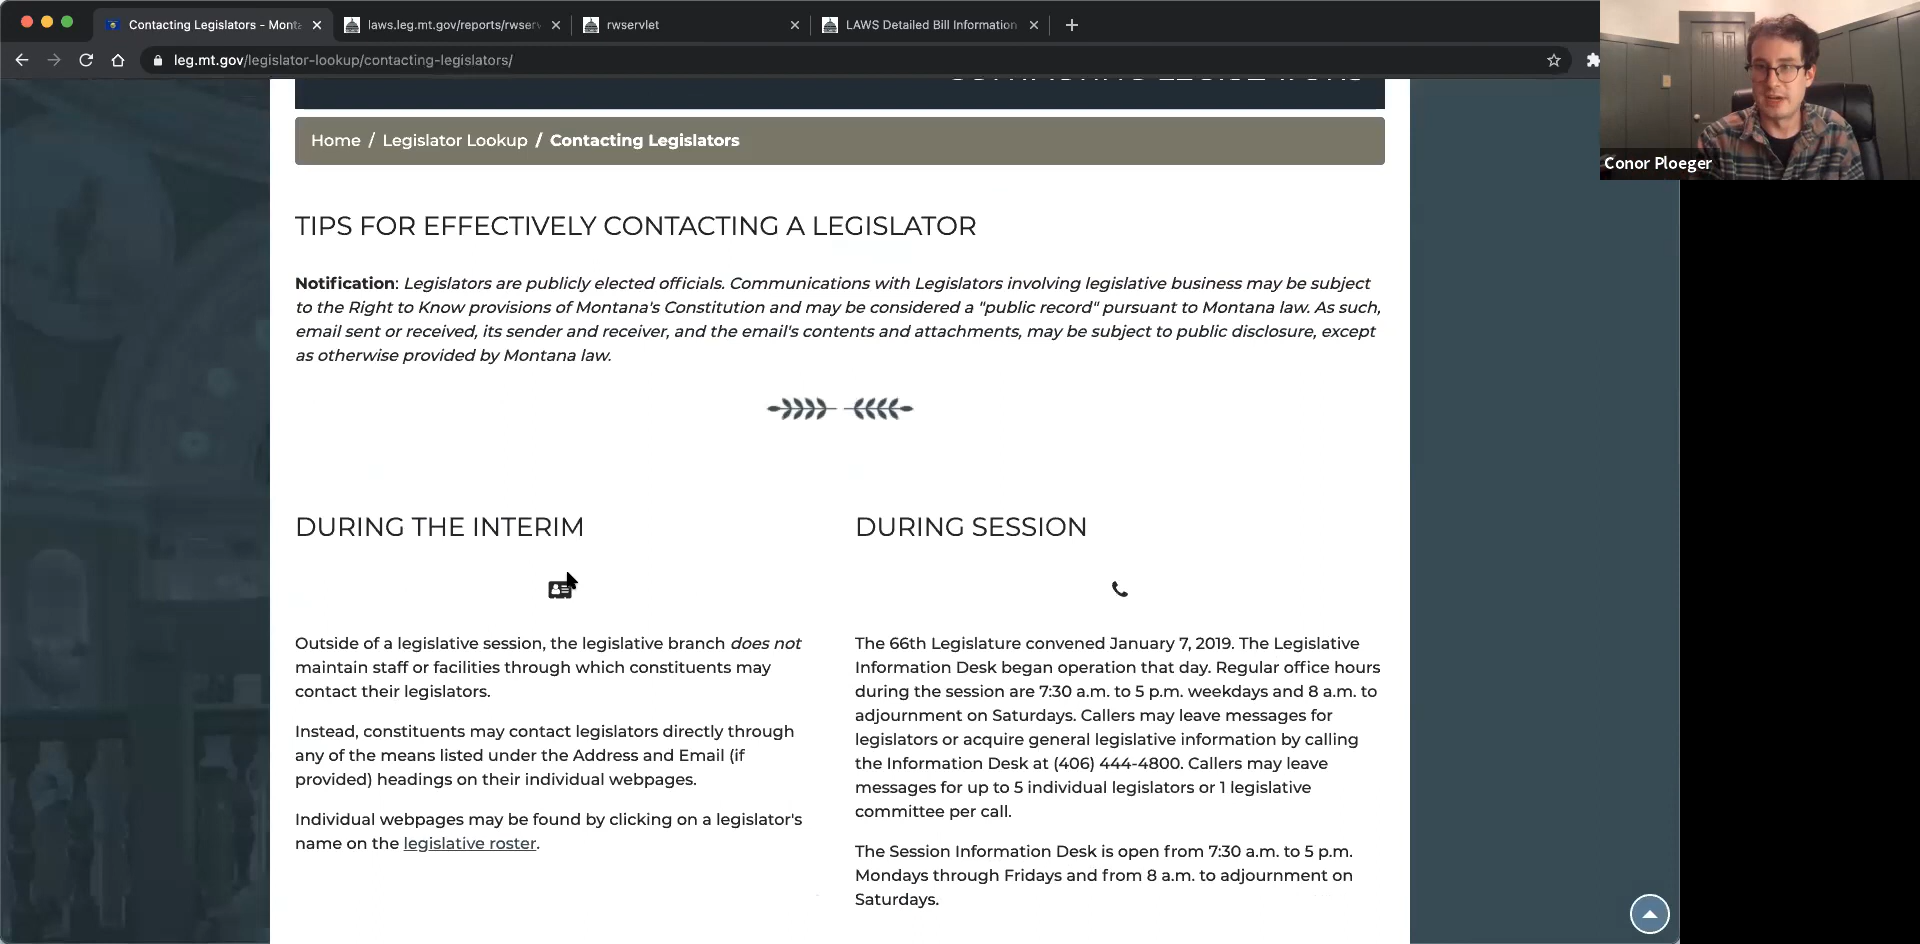 Contacting Legislators - Monta
laws.leg.mt.gov/reports/rwserv
rwservlet
LAWS Detailed Bill Information
leg.mt.gov/legislator-lookup/contacting-legislators/
Conor Ploeger
Home / Legislator Lookup / Contacting Legislators
TIPS FOR EFFECTIVELY CONTACTING A LEGISLATOR
Notification: Legislators are publicly elected officials. Communications with Legislators involving legislative business may be subject
to the Right to Know provisions of Montana's Constitution and may be considered a "public record" pursuant to Montana law. As such,
email sent or received, its sender and receiver, and the email's contents and attachments, may be subject to public disclosure, except
as otherwise provided by Montana law.
DURING THE INTERIM
Outside of a legislative session, the legislative branch does not
maintain staff or facilities through which constituents may
contact their legislators.
Instead, constituents may contact legislators directly through
any of the means listed under the Address and Email (if
provided) headings on their individual webpages.
Individual webpages may be found by clicking on a legislator's
name on the legislative roster.
DURING SESSION
The 66th Legislature convened January 7, 2019. The Legislative
Information Desk began operation that day. Regular office hours
during the session are 7:30 a.m. to 5 p.m. weekdays and 8 a.m. to
adjournment on Saturdays. Callers may leave messages for
legislators or acquire general legislative information by calling
the Information Desk at (406) 444-4800. Callers may leave
messages for up to 5 individual legislators or 1 legislative
committee per call.
The Session Information Desk is open from 7:30 a.m. to 5 p.m.
Mondays through Fridays and from 8 a.m. to adjournment on
Saturdays.